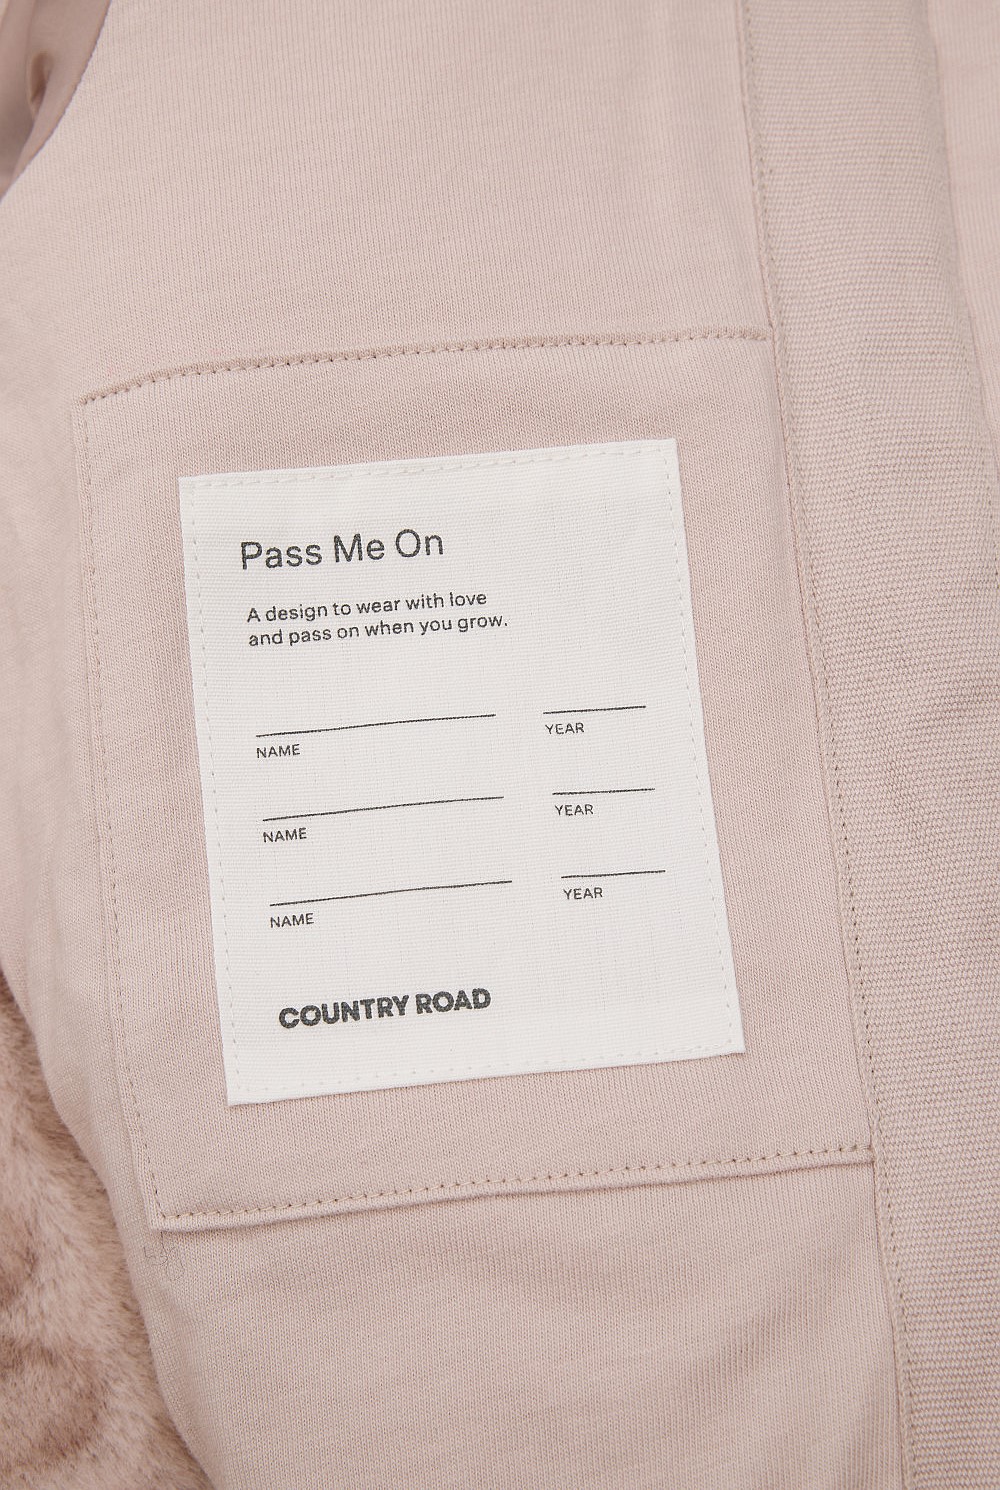 Pass Me On
A design to wear with love
and pass on when you grow.
NAME YEAR
NAME YEAR
NAME YEAR
COUNTRY ROAD